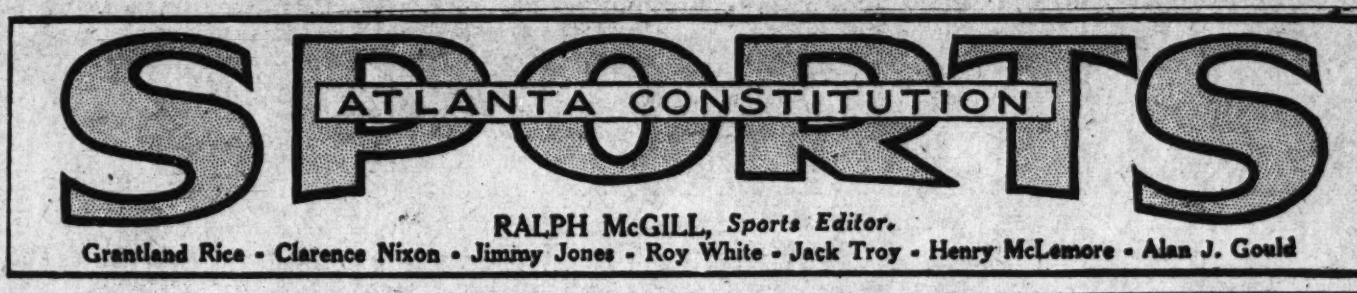 SPORTS
ATLANTA CONSTITUTION
RALPH McGILL, Sports Editor.
Grantland Rice - Clarence Nixon - Jimmy Jones - Roy White - Jack Troy - Henry McLemore - Alan J. Gould